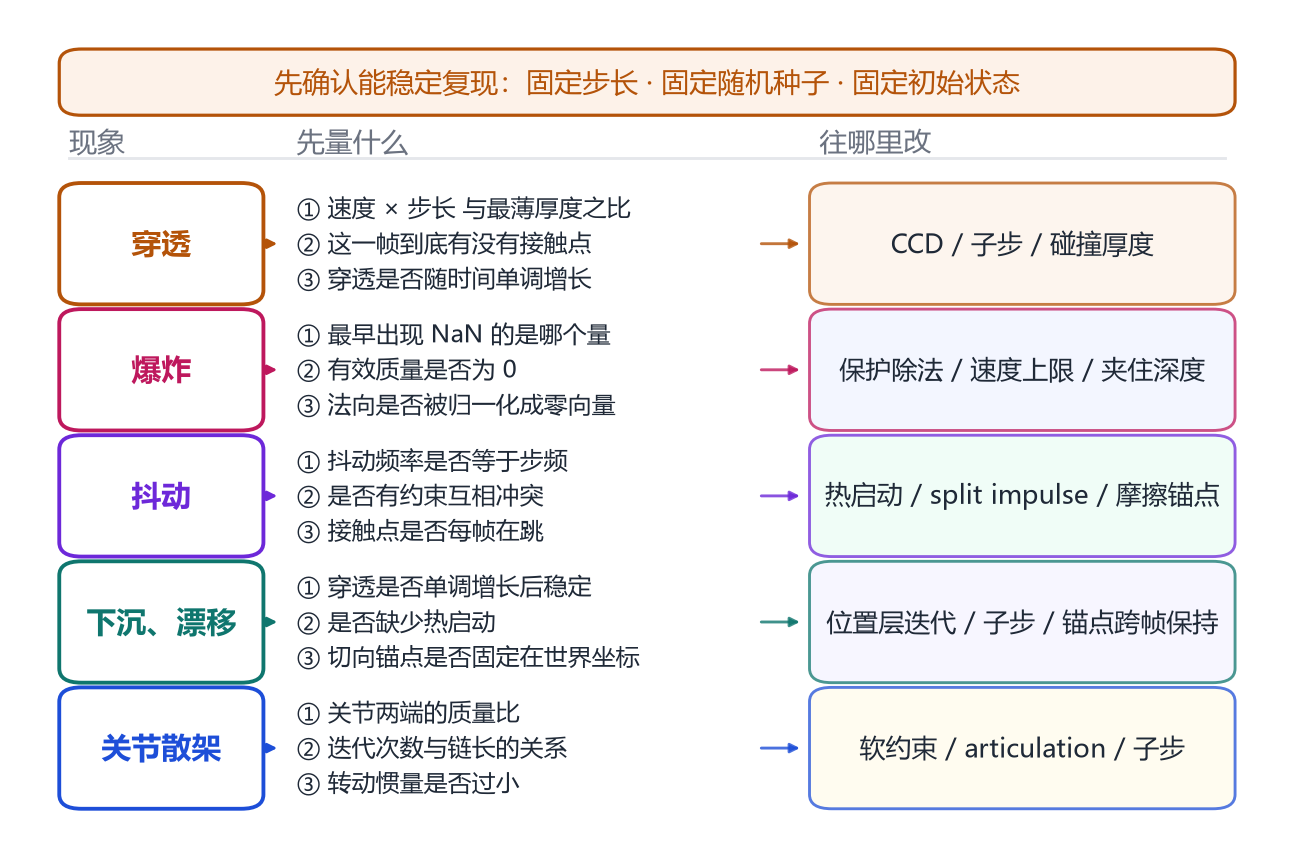 先确认能稳定复现：固定步长 · 固定随机种子 · 固定初始状态
现象
先量什么
往哪里改
穿透
① 速度 × 步长 与最薄厚度之比
② 这一帧到底有没有接触点
③ 穿透是否随时间单调增长
CCD / 子步 / 碰撞厚度
爆炸
① 最早出现 NaN 的是哪个量
② 有效质量是否为 0
③ 法向是否被归一化成零向量
保护除法 / 速度上限 / 夹住深度
抖动
① 抖动频率是否等于步频
② 是否有约束互相冲突
③ 接触点是否每帧在跳
热启动 / split impulse / 摩擦锚点
下沉、漂移
① 穿透是否单调增长后稳定
② 是否缺少热启动
③ 切向锚点是否固定在世界坐标
位置层迭代 / 子步 / 锚点跨帧保持
关节散架
① 关节两端的质量比
② 迭代次数与链长的关系
③ 转动惯量是否过小
软约束 / articulation / 子步